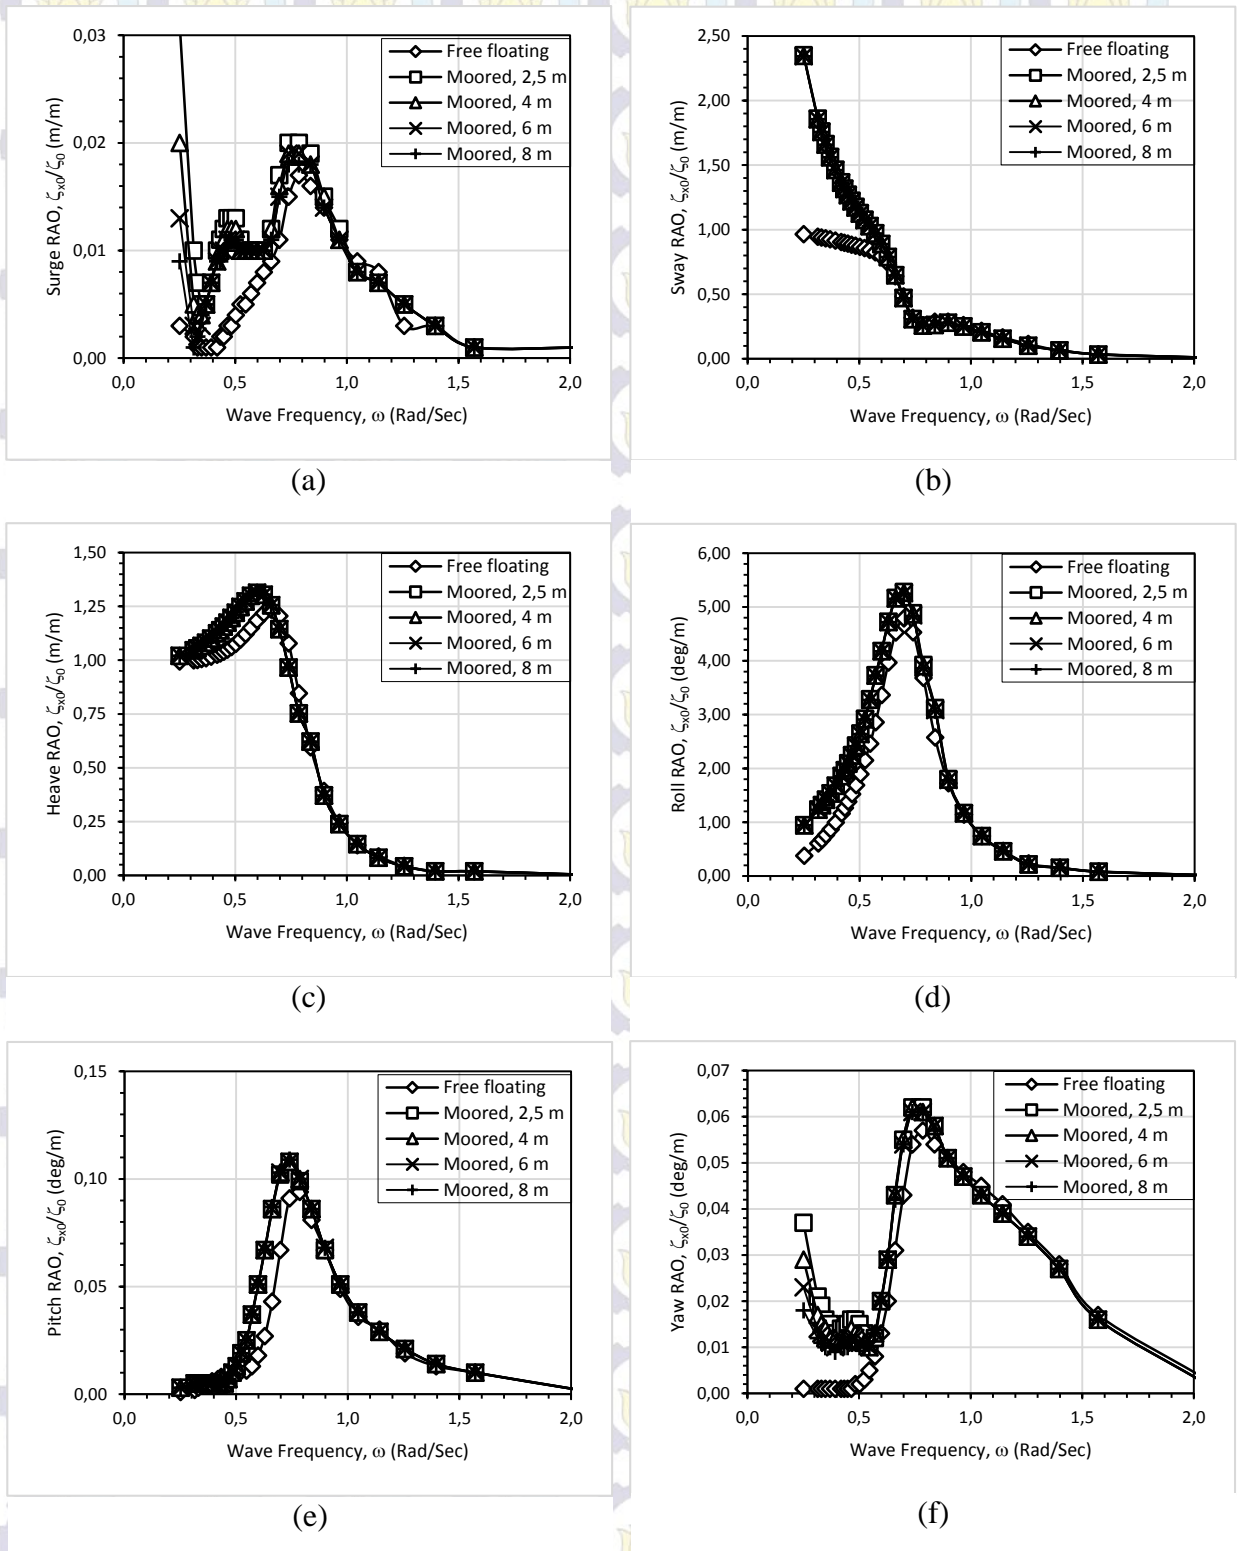 0,03
0,02
0,01
0,00
Surge RAO, ζx0/ζ0 (m/m)
Free floating
Moored, 2,5 m
Moored, 4 m
Moored, 6 m
Moored, 8 m
0,0 0,5 1,0 1,5 2,0
Wave Frequency, ω (Rad/Sec)
(a)
2,50
2,00
1,50
1,00
0,50
0,00
Sway RAO, ζx0/ζ0 (m/m)
Free floating
Moored, 2,5 m
Moored, 4 m
Moored, 6 m
Moored, 8 m
0,0 0,5 1,0 1,5 2,0
Wave Frequency, ω (Rad/Sec)
(b)
1,50
1,25
1,00
0,75
0,50
0,25
0,00
Heave RAO, ζx0/ζ0 (m/m)
Free floating
Moored, 2,5 m
Moored, 4 m
Moored, 6 m
Moored, 8 m
0,0 0,5 1,0 1,5 2,0
Wave Frequency, ω (Rad/Sec)
(c)
6,00
5,00
4,00
3,00
2,00
1,00
0,00
Roll RAO, ζx0/ζ0 (deg/m)
Free floating
Moored, 2,5 m
Moored, 4 m
Moored, 6 m
Moored, 8 m
0,0 0,5 1,0 1,5 2,0
Wave Frequency, ω (Rad/Sec)
(d)
0,15
0,10
0,05
0,00
Pitch RAO, ζx0/ζ0 (deg/m)
Free floating
Moored, 2,5 m
Moored, 4 m
Moored, 6 m
Moored, 8 m
0,0 0,5 1,0 1,5 2,0
Wave Frequency, ω (Rad/Sec)
(e)
0,07
0,06
0,05
0,04
0,03
0,02
0,01
0,00
Yaw RAO, ζx0/ζ0 (deg/m)
Free floating
Moored, 2,5 m
Moored, 4 m
Moored, 6 m
Moored, 8 m
0,0 0,5 1,0 1,5 2,0
Wave Frequency, ω (Rad/Sec)
(f)